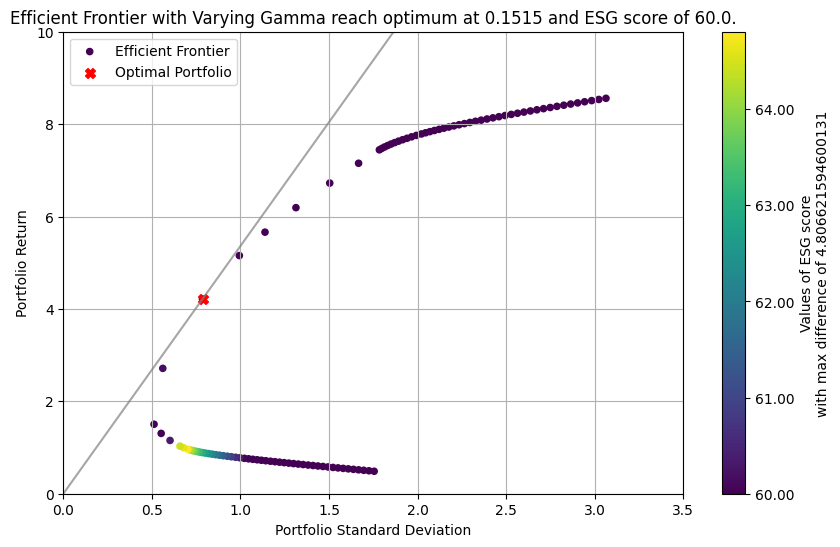 Efficient Frontier with Varying Gamma reach optimum at 0.1515 and ESG score of 60.0.
Efficient Frontier
Optimal Portfolio
10
8
6
4
2
0
Portfolio Return
0.0
0.5
1.0
1.5
2.0
2.5
3.0
3.5
Portfolio Standard Deviation
64.00
63.00
62.00
61.00
60.00
Values of ESG score
with max difference of 4.806621594600131